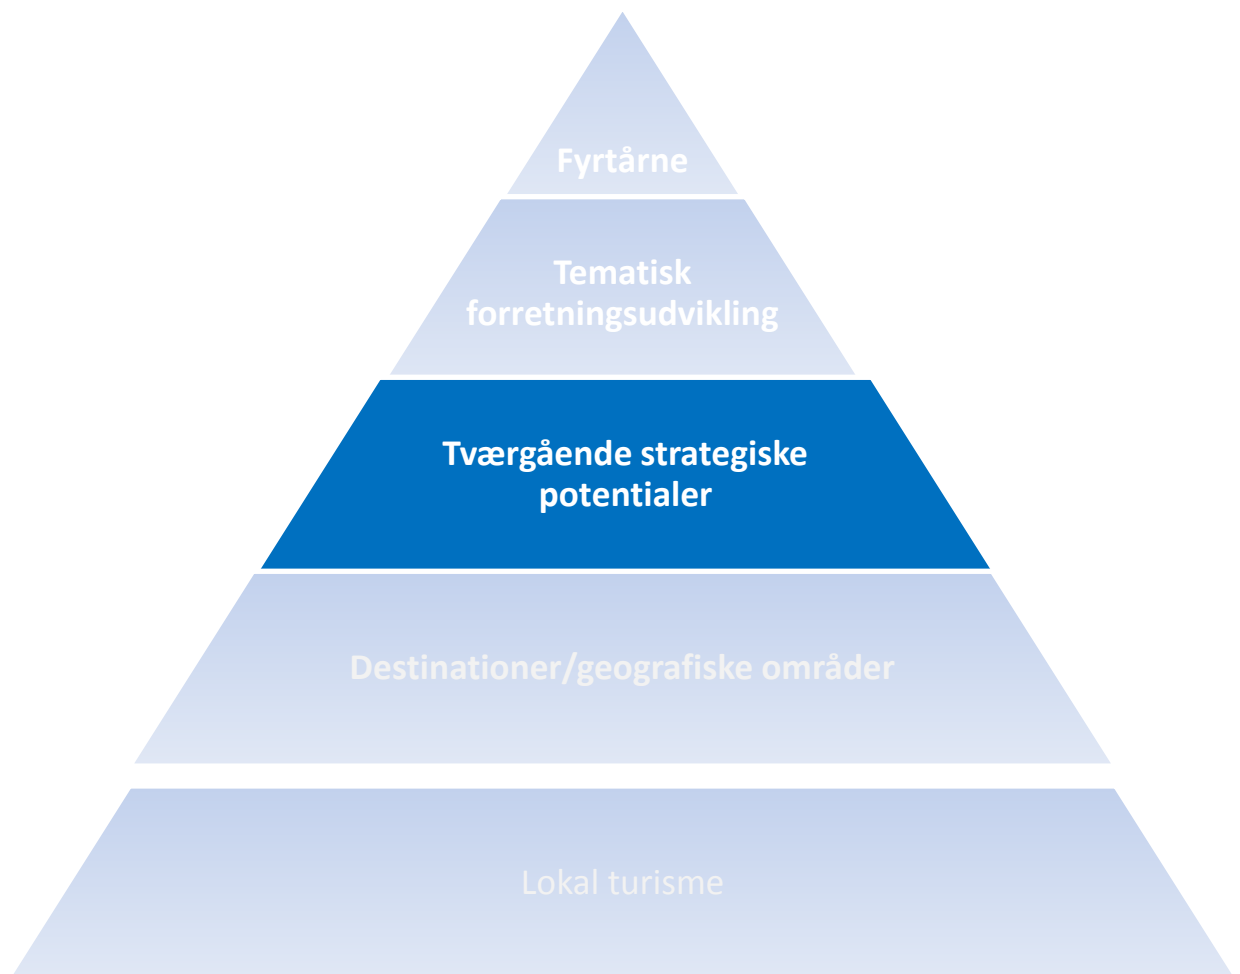 Fyrtårne
Tematisk
forretningsudvikling
Tværgående strategiske
potentialer
Destinationer/geografiske områder
Lokal turisme